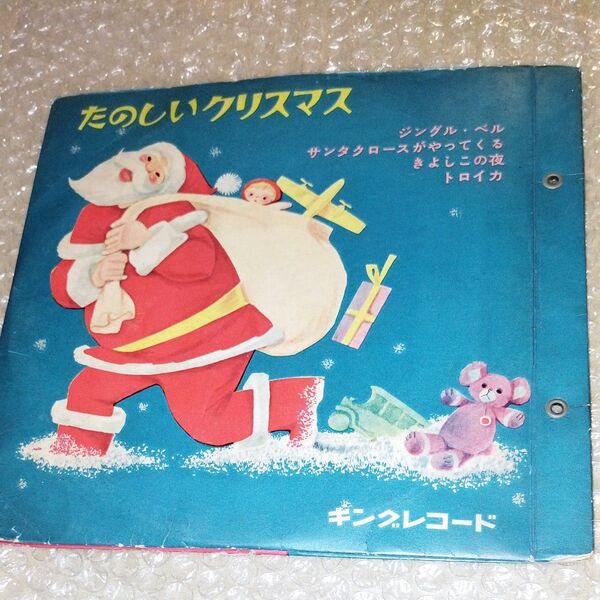 たのしいクリスマス
ジングル・ベル
サンタクロースがやってくる
きよしこの夜
トロイカ
キングレコード